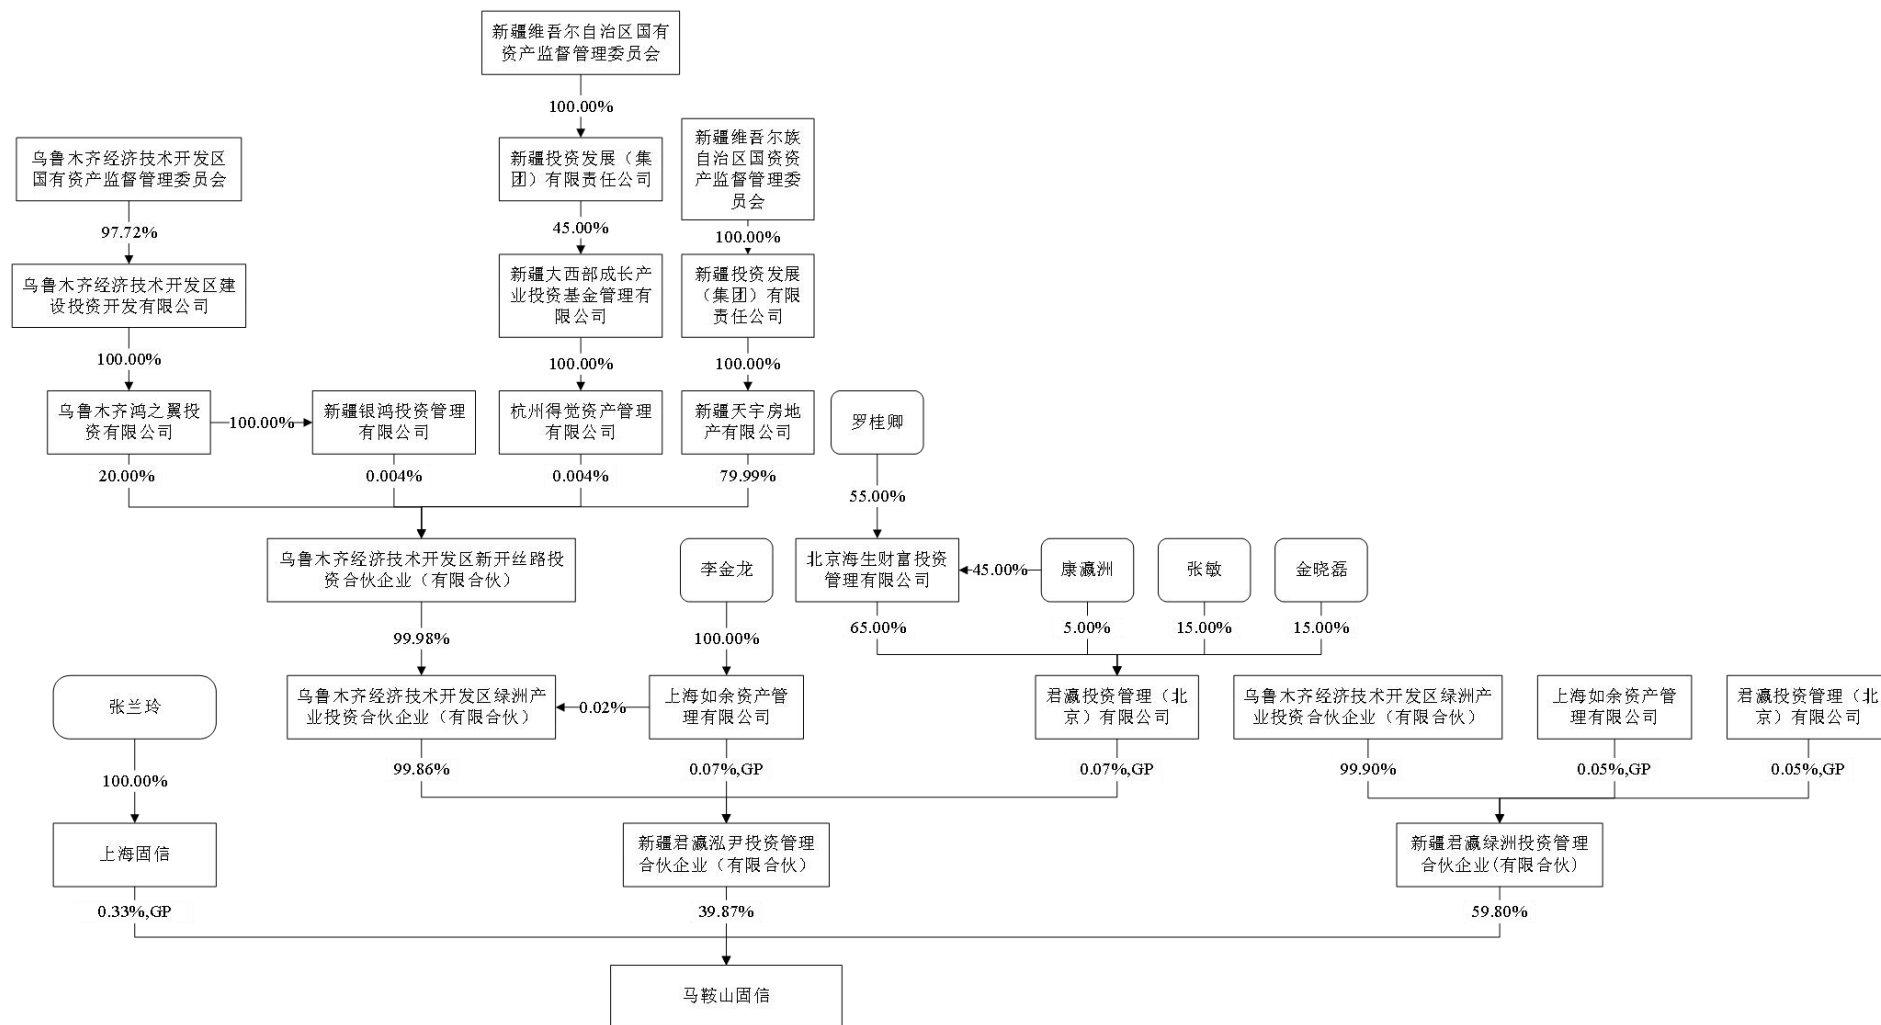 新疆维吾尔自治区国有
资产监督管理委员会
100.00%
乌鲁木齐经济技术开发区
国有资产监督管理委员会
新疆投资发展（集
团）有限责任公司
新疆维吾尔族
自治区国资资
产监督管理委
员会
97.72%
45.00%
100.00%
乌鲁木齐经济技术开发区建
设投资开发有限公司
新疆大西部成长产
业投资基金管理有
限公司
新疆投资发展
（集团）有限
责任公司
100.00%
100.00%
100.00%
乌鲁木齐鸿之翼投
资有限公司
100.00%
新疆银鸿投资管理
有限公司
杭州得觉资产管理
有限公司
新疆天宇房地
产有限公司
罗桂卿
20.00%
0.004%
0.004%
79.99%
55.00%
乌鲁木齐经济技术开发区新开丝路投
资合伙企业（有限合伙）
李金龙
北京海生财富投资
管理有限公司
45.00%
康瀛洲
张敏
金晓磊
99.98%
100.00%
65.00%
5.00%
15.00%
15.00%
张兰玲
乌鲁木齐经济技术开发区绿洲产
业投资合伙企业（有限合伙）
0.02%
上海如余资产管
理有限公司
君瀛投资管理（北
京）有限公司
乌鲁木齐经济技术开发区绿洲产
业投资合伙企业（有限合伙）
上海如余资产管
理有限公司
君瀛投资管理（北
京）有限公司
100.00%
99.86%
0.07%,GP
0.07%,GP
99.90%
0.05%,GP
0.05%,GP
上海固信
新疆君瀛泓尹投资管理
合伙企业（有限合伙）
新疆君瀛绿洲投资管理
合伙企业(有限合伙)
0.33%,GP
39.87%
59.80%
马鞍山固信